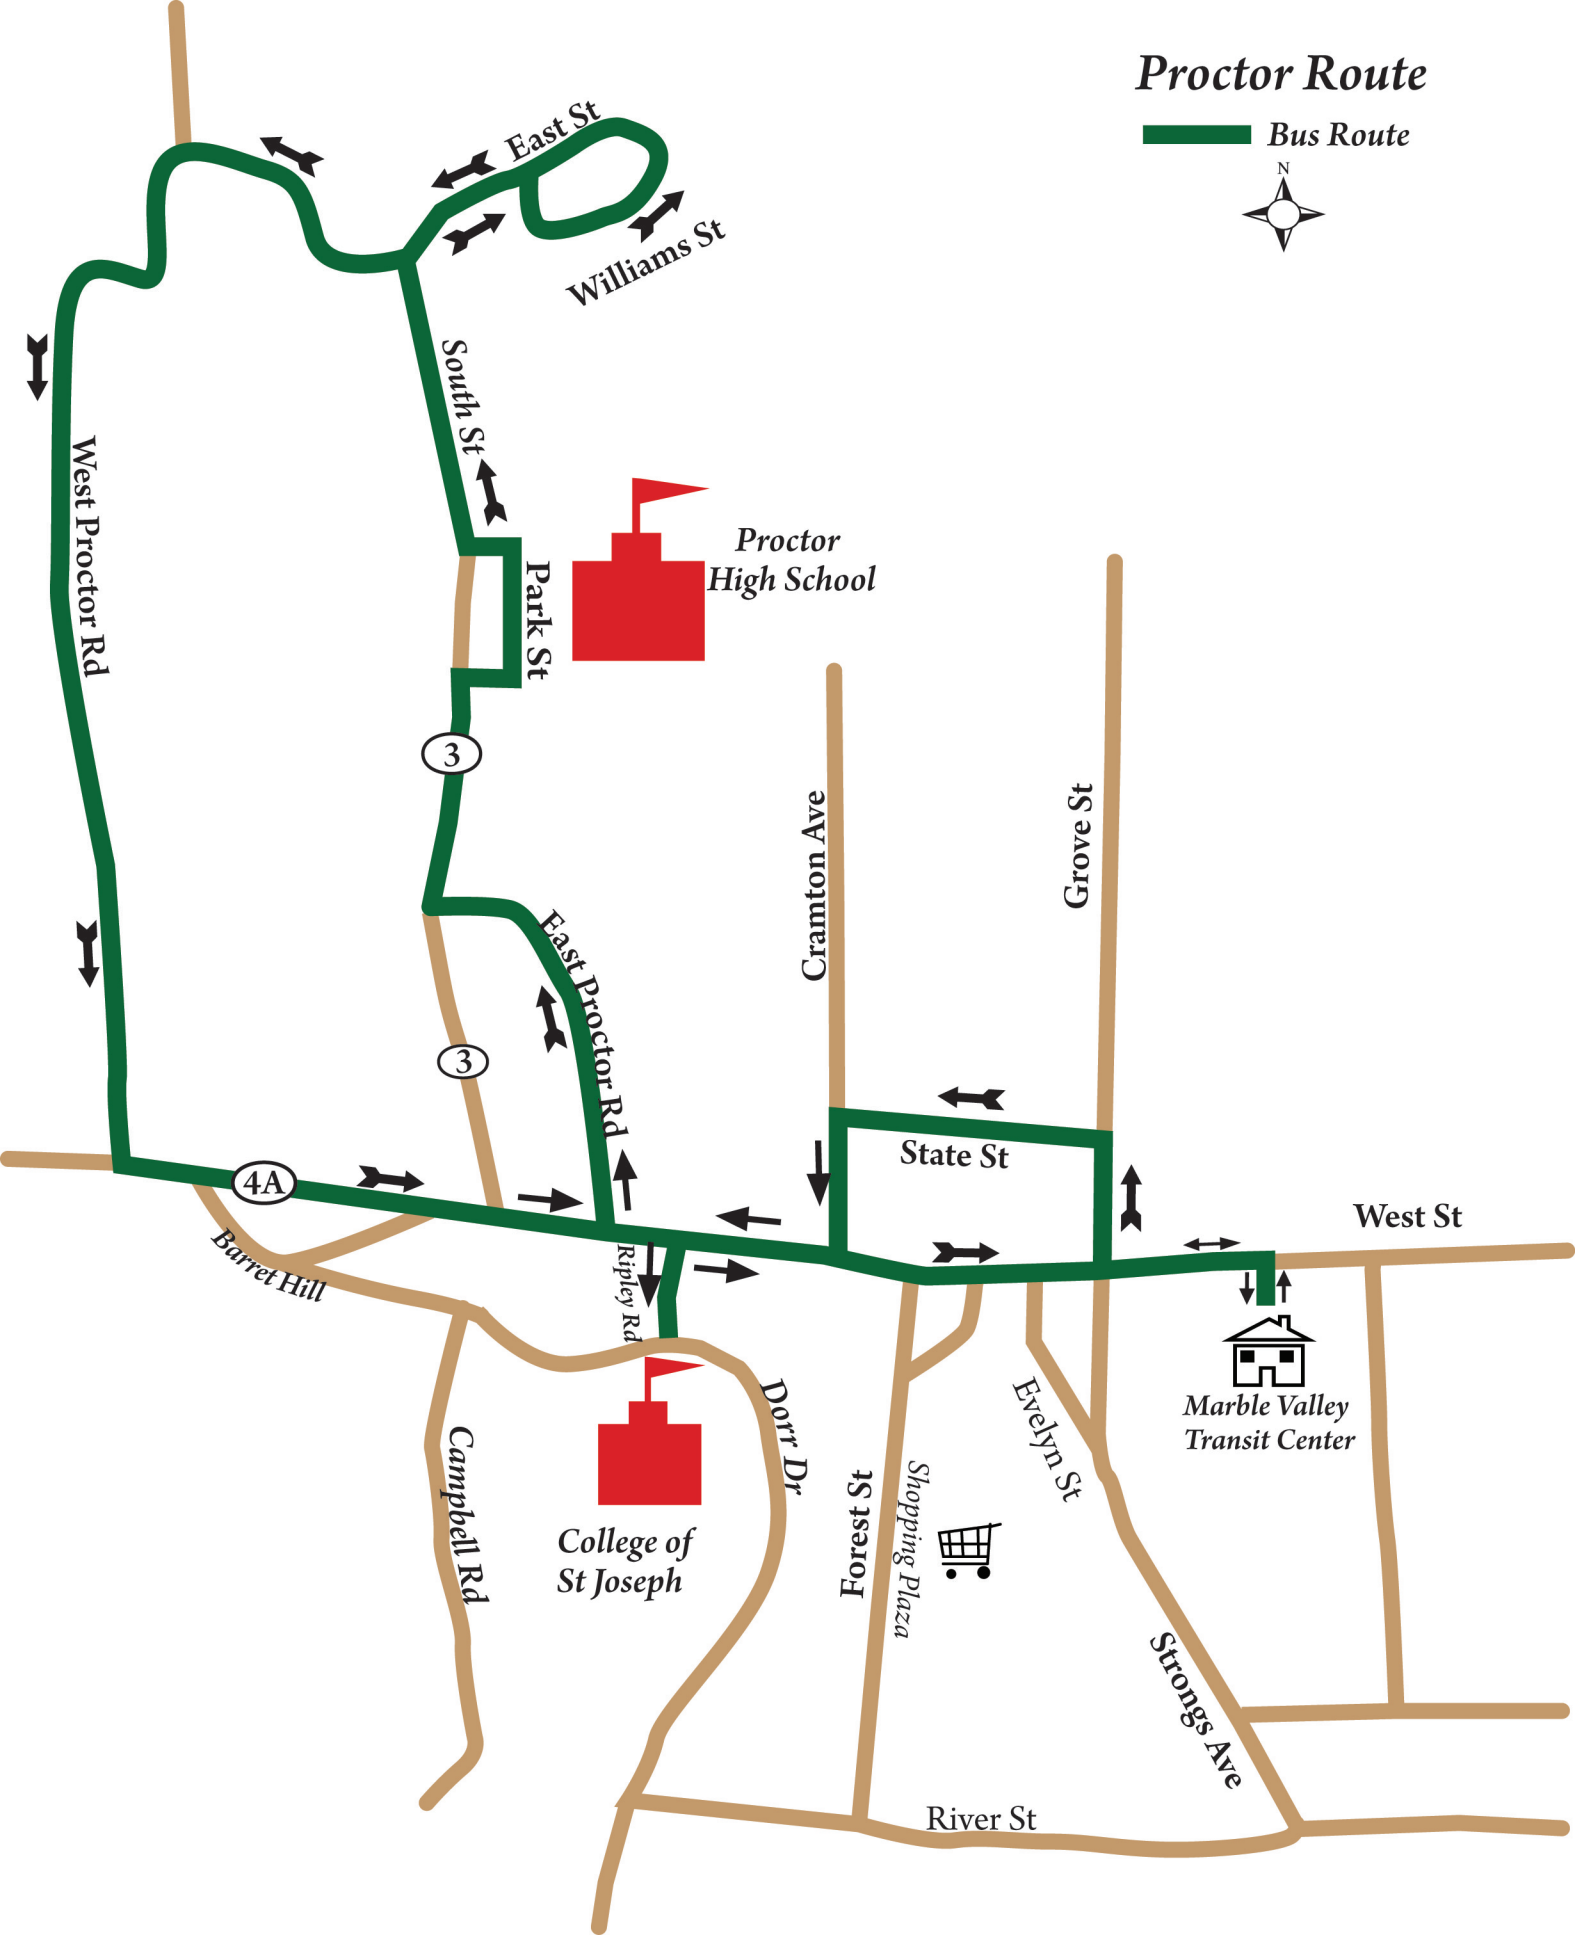 Proctor Route
Bus Route
N
East St
Williams St
South St
West Proctor Rd
Proctor
High School
Park St
3
Cramton Ave
Grove St
East Proctor Rd
3
State St
4A
West St
Barret Hill
Ripley Rd
Marble Valley
Transit Center
Dorr Dr
Evelyn St
Campbell Rd
Forest St
Shopping Plaza
College of
St Joseph
Strongs Ave
River St